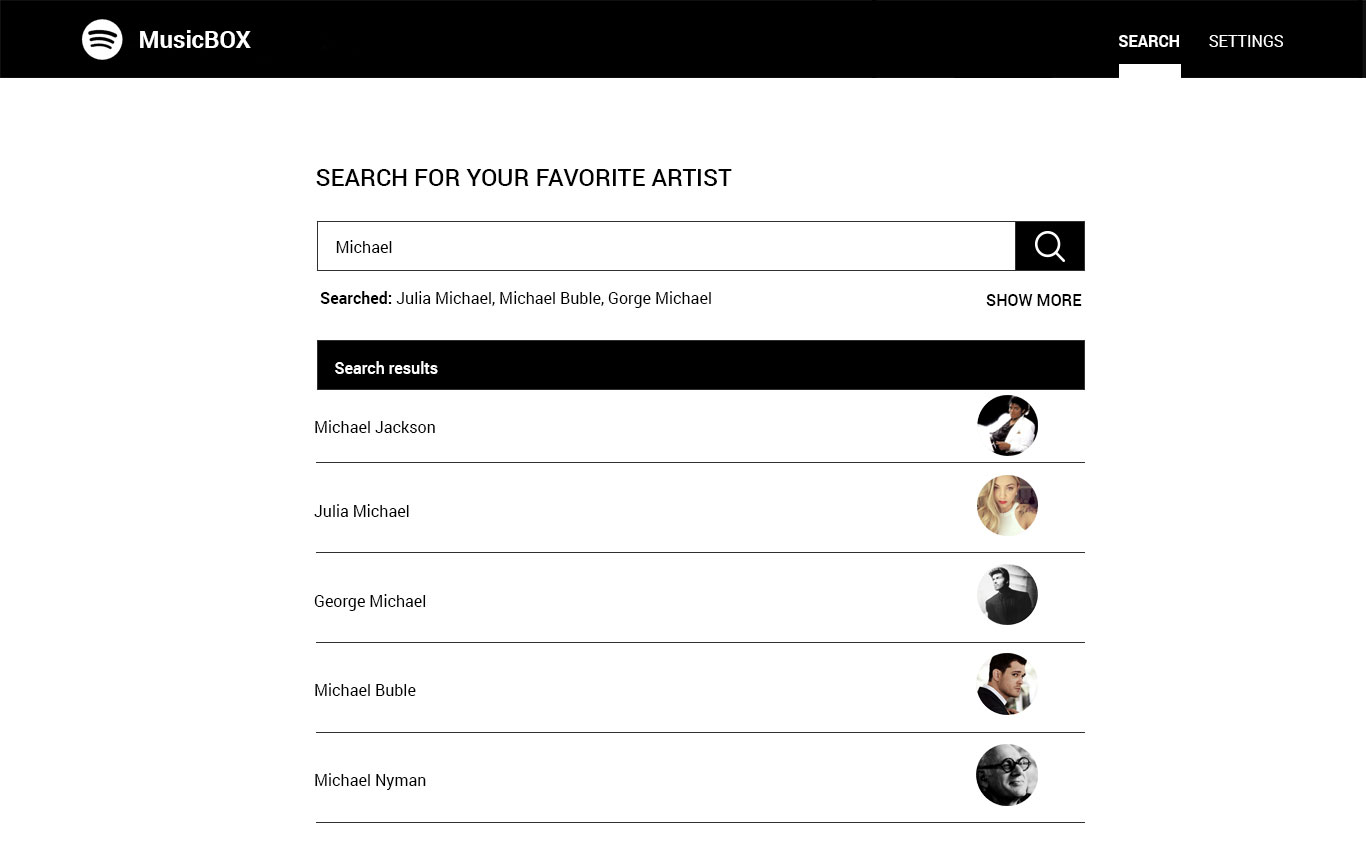 MusicBOX
SEARCH SETTINGS
SEARCH FOR YOUR FAVORITE ARTIST
Michael
Searched: Julia Michael, Michael Buble, Gorge Michael
SHOW MORE
Search results
Michael Jackson
Julia Michael
George Michael
Michael Buble
Michael Nyman